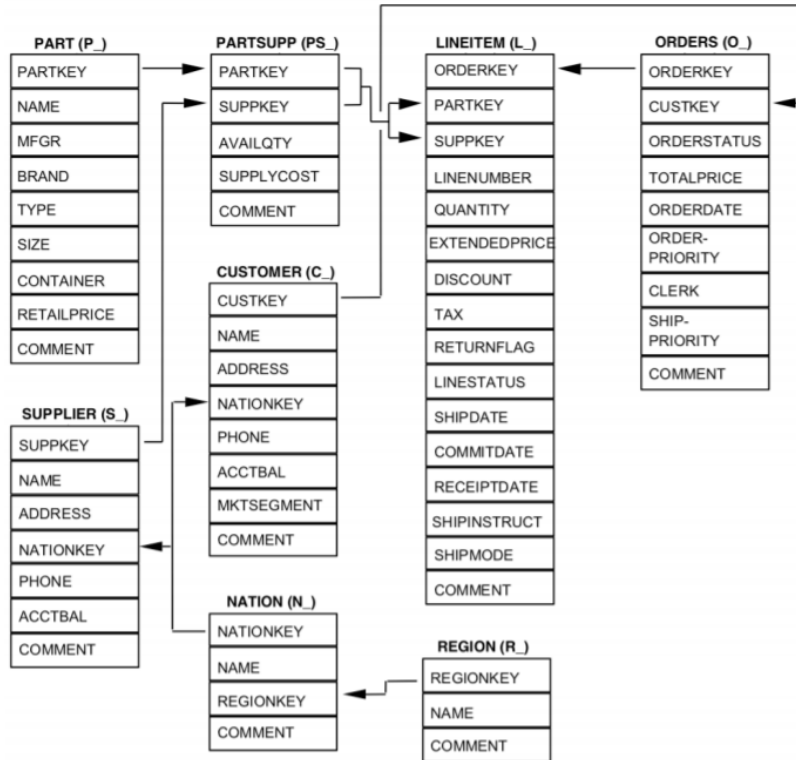 PART (P_)
PARTKEY
NAME
MFGR
BRAND
TYPE
SIZE
CONTAINER
RETAILPRICE
COMMENT
SUPPLIER (S_)
SUPPKEY
NAME
ADDRESS
NATIONKEY
PHONE
ACCTBAL
COMMENT
PARTSUPP (PS_)
PARTKEY
SUPPKEY
AVAILQTY
SUPPLYCOST
COMMENT
CUSTOMER (C_)
CUSTKEY
NAME
ADDRESS
NATIONKEY
PHONE
ACCTBAL
MKTSEGMENT
COMMENT
NATION (N_)
NATIONKEY
NAME
REGIONKEY
COMMENT
LINEITEM (L_)
ORDERKEY
PARTKEY
SUPPKEY
LINENUMBER
QUANTITY
EXTENDEDPRICE
DISCOUNT
TAX
RETURNFLAG
LINESTATUS
SHIPDATE
COMMITDATE
RECEIPTDATE
SHIPINSTRUCT
SHIPMODE
COMMENT
REGION (R_)
REGIONKEY
NAME
COMMENT
ORDERS (O_)
ORDERKEY
CUSTKEY
ORDERSTATUS
TOTALPRICE
ORDERDATE
ORDER-
PRIORITY
CLERK
SHIP-
PRIORITY
COMMENT